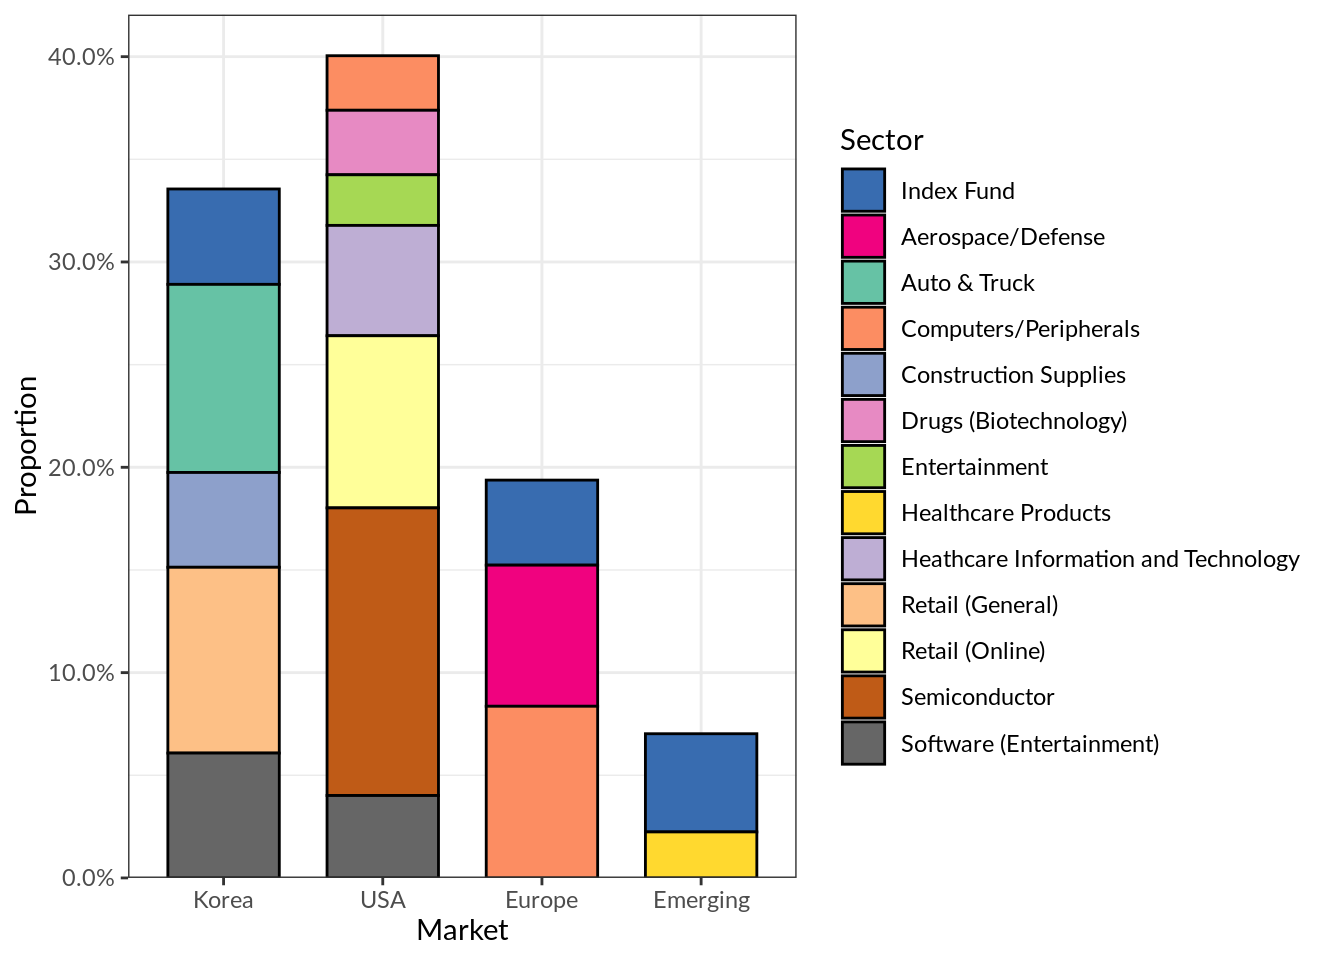 40.0%
30.0%
20.0%
10.0%
0.0%
Proportion
Korea
USA
Europe
Emerging
Market
Sector
Index Fund
Aerospace/Defense
Auto & Truck
Computers/Peripherals
Construction Supplies
Drugs (Biotechnology)
Entertainment
Healthcare Products
Heathcare Information and Technology
Retail (General)
Retail (Online)
Semiconductor
Software (Entertainment)